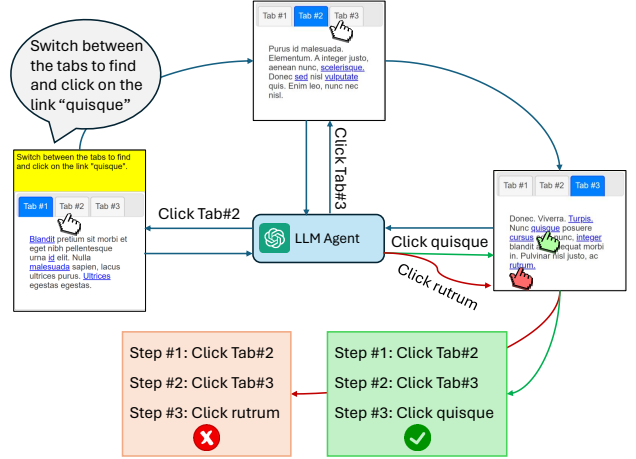 Switch between
the tabs to find
and click on the
link “quisque”
Tab #1 Tab #2 Tab #3
Purus id malesuada.
Elementum. A integer justo,
aenean nunc, scelerisque.
Donec sed nisl vulputate
quis. Enim leo, nunc nec
nisl.
Switch between the tabs to find
and click on the link "quisque".
Tab #1 Tab #2 Tab #3
Blandit pretium sit morbi et
eget nibh pellentesque
urna id elit. Nulla
malesuada sapien, lacus
ultrices purus. Ultrices
egestas egestas.
Click Tab#2
Click Tab#3
LLM Agent
Click quisque
Click rutrum
Tab #1 Tab #2 Tab #3
Donec. Viverra. Turpis.
Nunc quisque posuere
cursus nunc, integer
blandit morbi
in. Pulvinar nisl justo, ac
rutrum.
Step #1: Click Tab#2
Step #2: Click Tab#3
Step #3: Click rutrum
Step #1: Click Tab#2
Step #2: Click Tab#3
Step #3: Click quisque